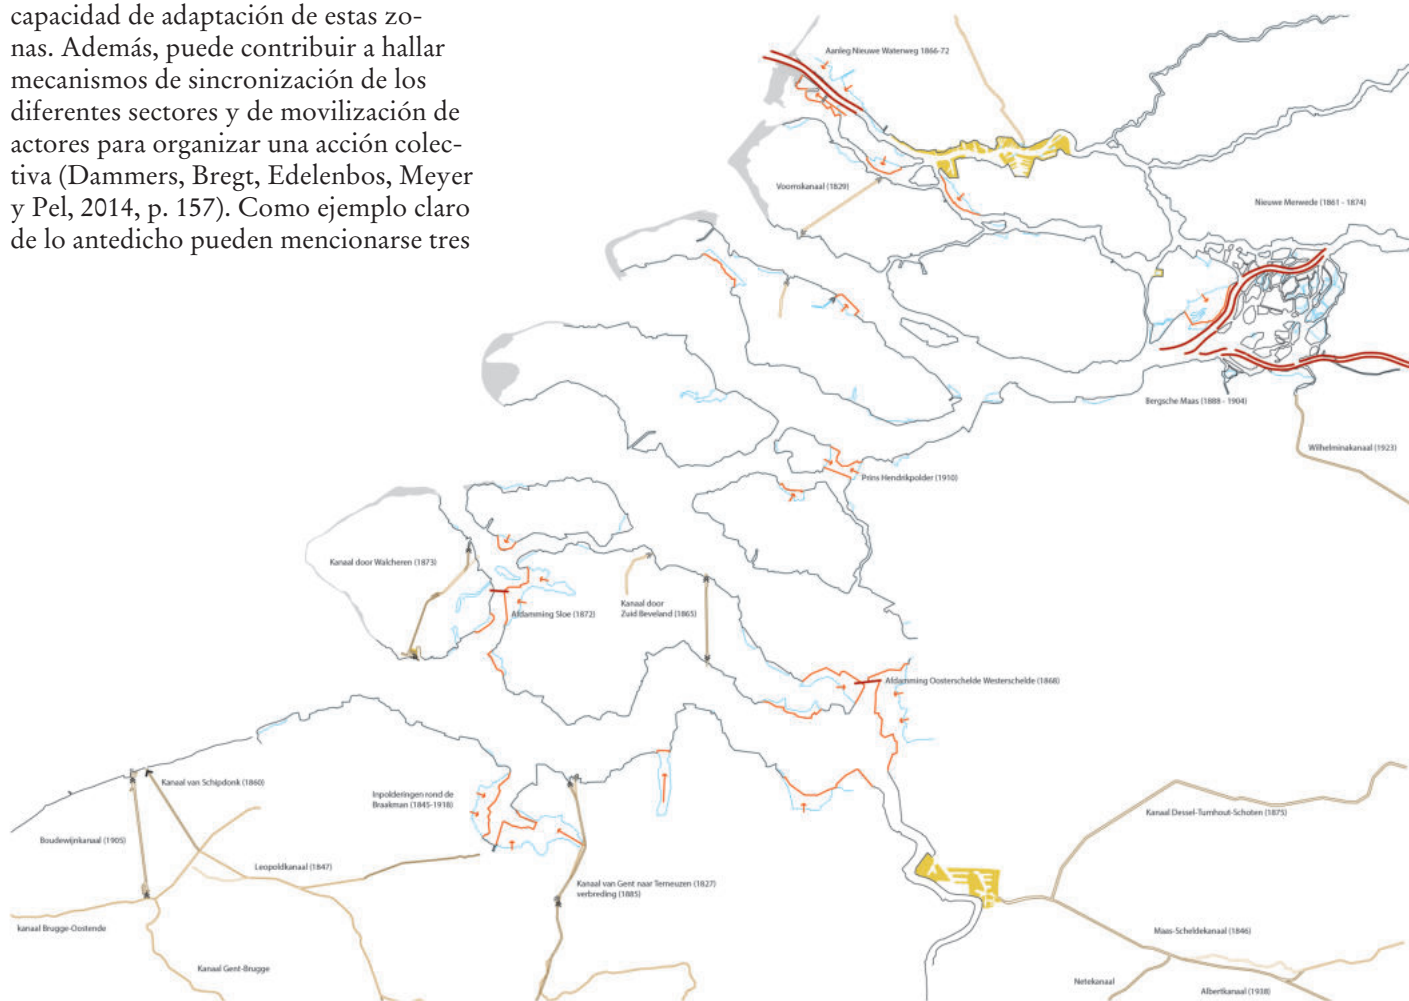 capacidad de adaptación de estas zo-
nas. Además, puede contribuir a hallar
mecanismos de sincronización de los
diferentes sectores y de movilización de
actores para organizar una acción colec-
tiva (Dammers, Bregt, Edelenbos, Meyer
y Pel, 2014, p. 157). Como ejemplo claro
de lo antedicho pueden mencionarse tres
Aanleg Nieuwe Waterweg 1866-72
Voornskanaal (1829)
Nieuwe Merwede (1861 - 1874)
Bergsche Maas (1888 - 1904)
Wilhelminakanaal (1923)
Prins Hendrikpolder (1910)
Kanaal door Walcheren (1873)
Afdamming Sloe (1872)
Kanaal door
Zuid Beveland (1865)
Afdamming Oosterschelde Westerschelde (1868)
Kanaal van Schipdonk (1860)
Inpolderingen rond de
Braakman (1845-1918)
Boudewijnkanaal (1905)
Leopoldkanaal (1847)
Kanaal van Gent naar Terneuzen (1827)
verbreding (1885)
Kanaal Dessel-Turnhout-Schoten (1875)
kanaal Brugge-Oostende
Kanaal Gent-Brugge
Maas-Scheldekanaal (1846)
Netekanaal
Albertkanaal (1938)